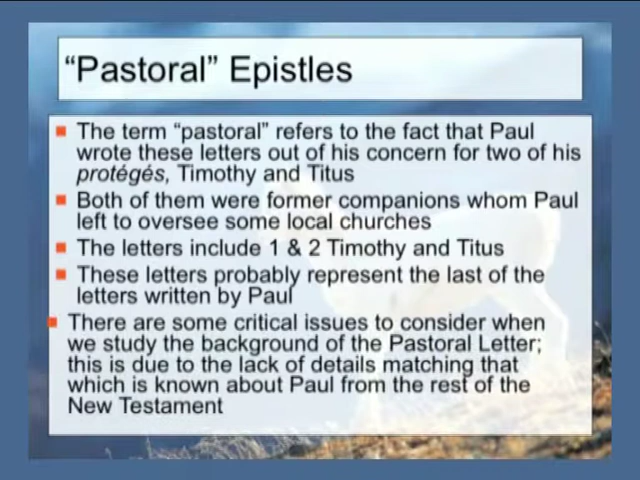 “Pastoral” Epistles
The term “pastoral” refers to the fact that Paul
wrote these letters out of his concern for two of his
protégés, Timothy and Titus
Both of them were former companions whom Paul
left to oversee some local churches
The letters include 1 & 2 Timothy and Titus
These letters probably represent the last of the
letters written by Paul
There are some critical issues to consider when
we study the background of the Pastoral Letter;
this is due to the lack of details matching that
which is known about Paul from the rest of the
New Testament